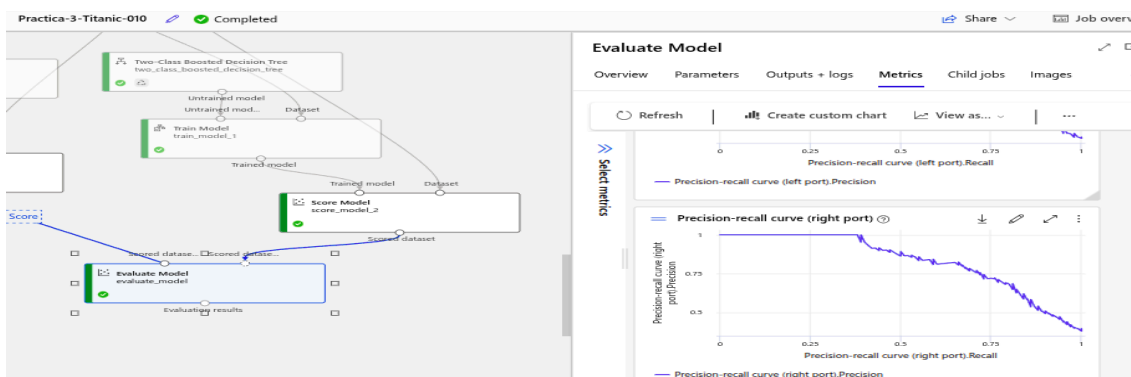 Practica-3-Titanic-010
Completed
Share
Job overv
Two-Class Boosted Decision Tree
two_class_boosted_decision_tree
Untrained model
Untrained mod...
Dataset
Train Model
train_model_1
Trained model
Trained model
Dataset
Score Model
score_model_2
Scored dataset
Score
Scored datase...
Scored datase...
Evaluate Model
evaluate_model
Evaluation results
Evaluate Model
Overview Parameters Outputs + logs Metrics Child jobs Images
Refresh Create custom chart View as... ...
Select metrics
0 0.25 0.5 0.75 1
Precision-recall curve (left port).Recall
Precision-recall curve (left port).Precision
Precision-recall curve (right port)
Precision-recall curve (right
port).Precision
1
0.75
0.5
0 0.25 0.5 0.75 1
Precision-recall curve (right port).Recall
Precision-recall curve (right port).Precision